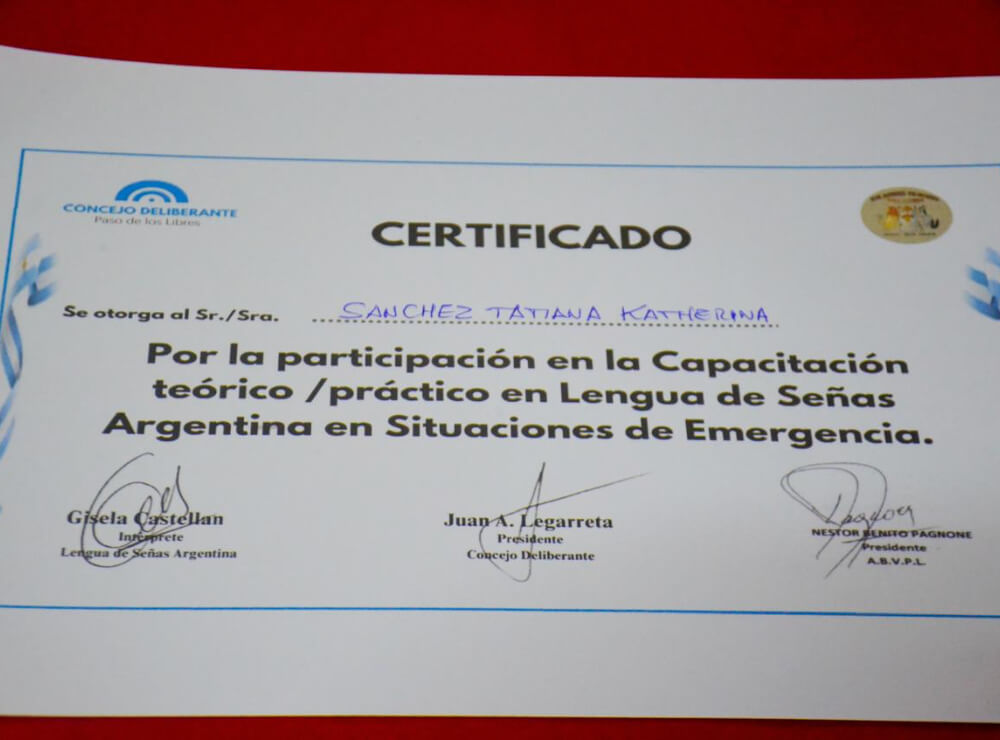 CONCEJO DELIBERANTE
Paso de los Libres
CERTIFICADO
Se otorga al Sr./Sra. SANCHEZ TATIANA KATHERINA
Por la participación en la Capacitación
teórico /práctico en Lengua de Señas
Argentina en Situaciones de Emergencia.
Gisela Castellan
Intérprete
Lengua de Señas Argentina
Juan A. Legarreta
Presidente
Concejo Deliberante
NESTOR BENITO PAGNONE
Presidente
A.B.V.P.L.